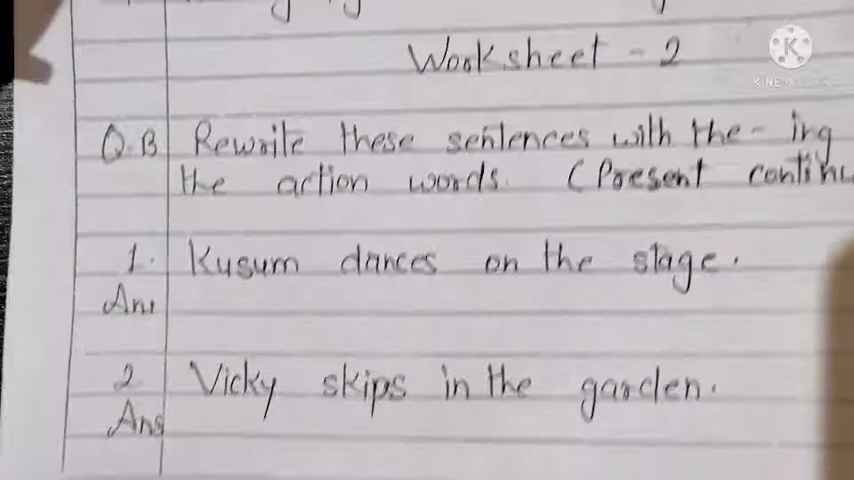 Worksheet - 2
Q.B Rewrite these sentences with the - ing
the action words. (Present
1. Kusum dances on the stage.
Ans
2 Vicky skips in the garden.
Ans